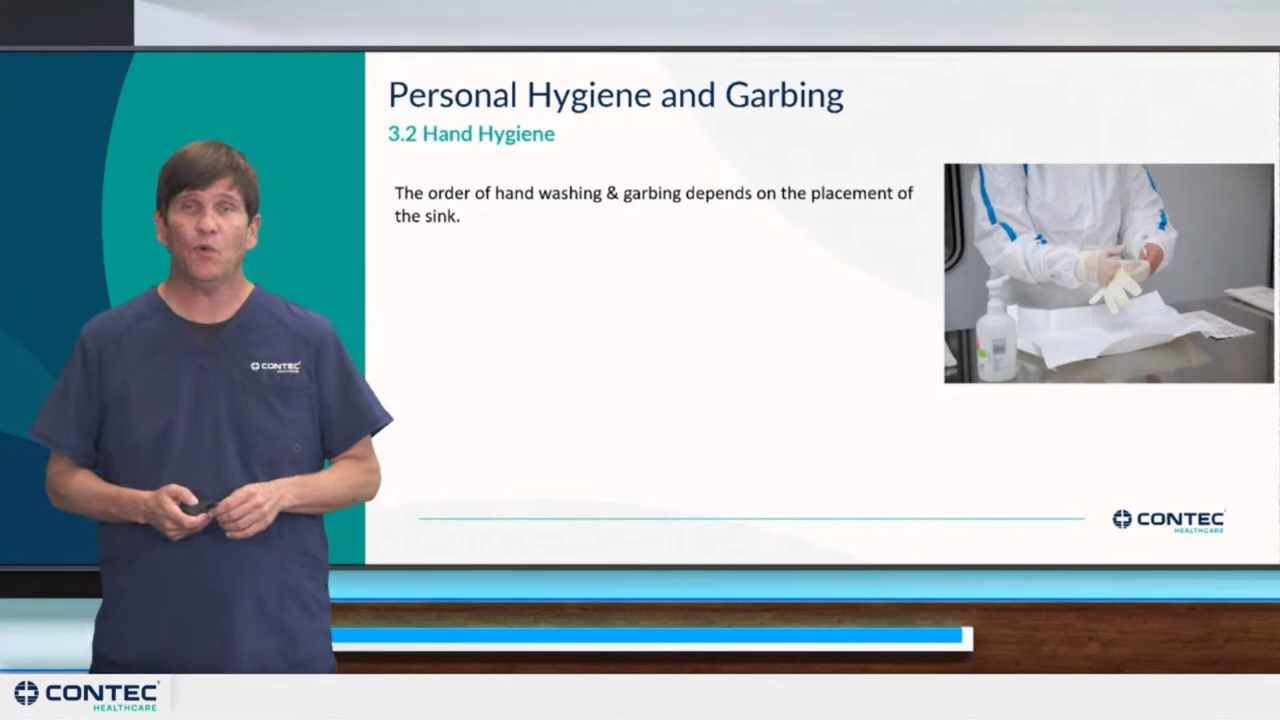 Personal Hygiene and Garbing
3.2 Hand Hygiene
The order of hand washing & garbing depends on the placement of
the sink.
CONTEC
HEALTHCARE
CONTEC
HEALTHCARE
CONTEC
HEALTHCARE